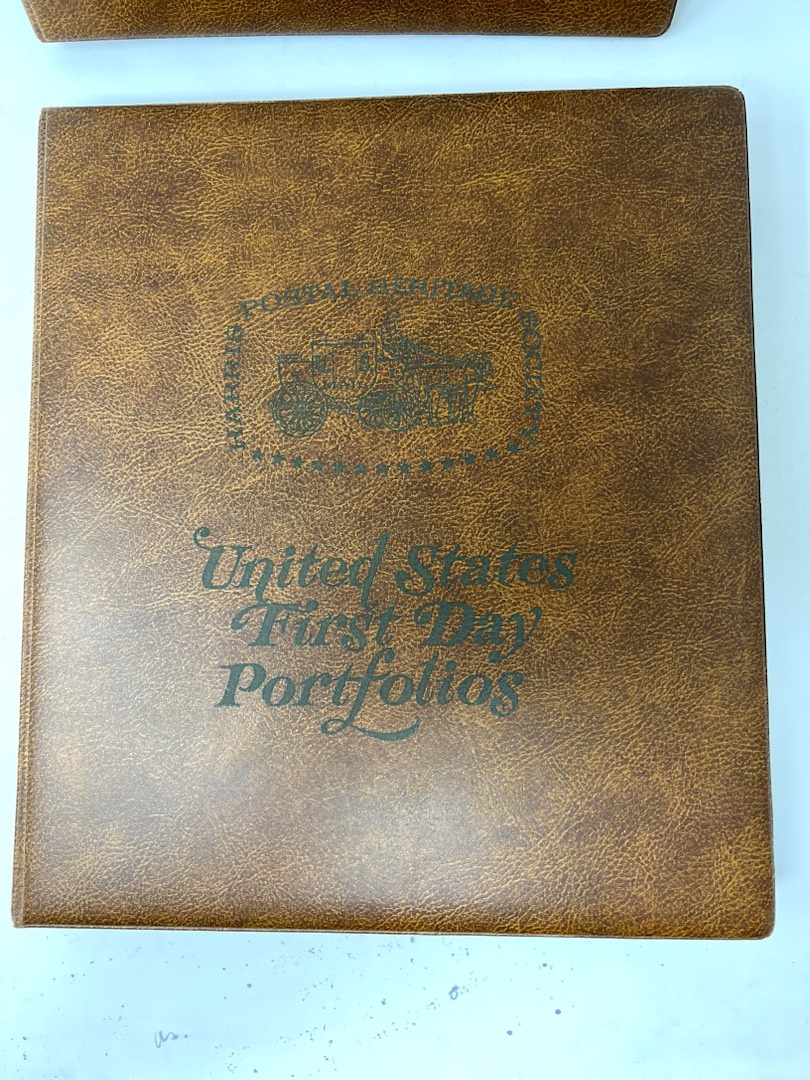 HARRIS POSTAL HERITAGE SOCIETY
United States
First Day
Portfolios